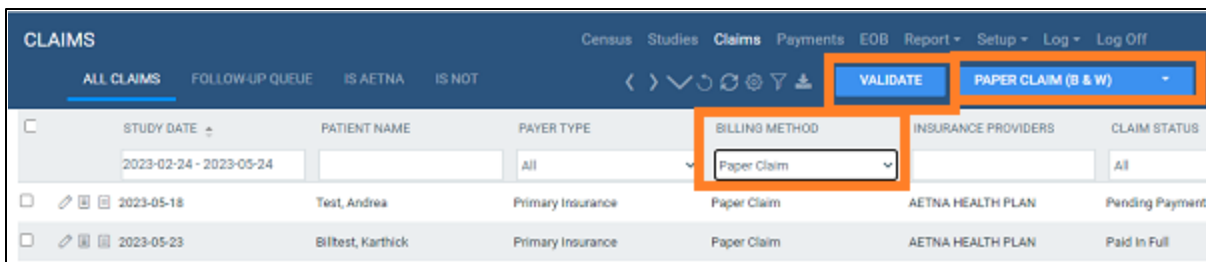 CLAIMS Census Studies Claims Payments EOB Report Setup Log Log Off
ALL CLAIMS FOLLOW-UP QUEUE IS AETNA IS NOT VALIDATE PAPER CLAIM (B & W)
STUDY DATE PATIENT NAME PAYER TYPE BILLING METHOD INSURANCE PROVIDERS CLAIM STATUS
2023-02-24 - 2023-05-24 All Paper Claim All
2023-05-18 Test, Andrea Primary Insurance Paper Claim AETNA HEALTH PLAN Pending Payment
2023-05-23 Billtest, Karthick Primary Insurance Paper Claim AETNA HEALTH PLAN Paid In Full